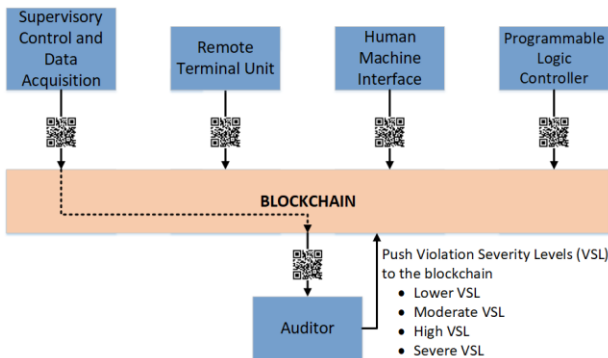 Supervisory
Control and
Data
Acquisition
Remote
Terminal Unit
Human
Machine
Interface
Programmable
Logic
Controller
BLOCKCHAIN
Push Violation Severity Levels (VSL)
to the blockchain
• Lower VSL
• Moderate VSL
• High VSL
• Severe VSL
Auditor